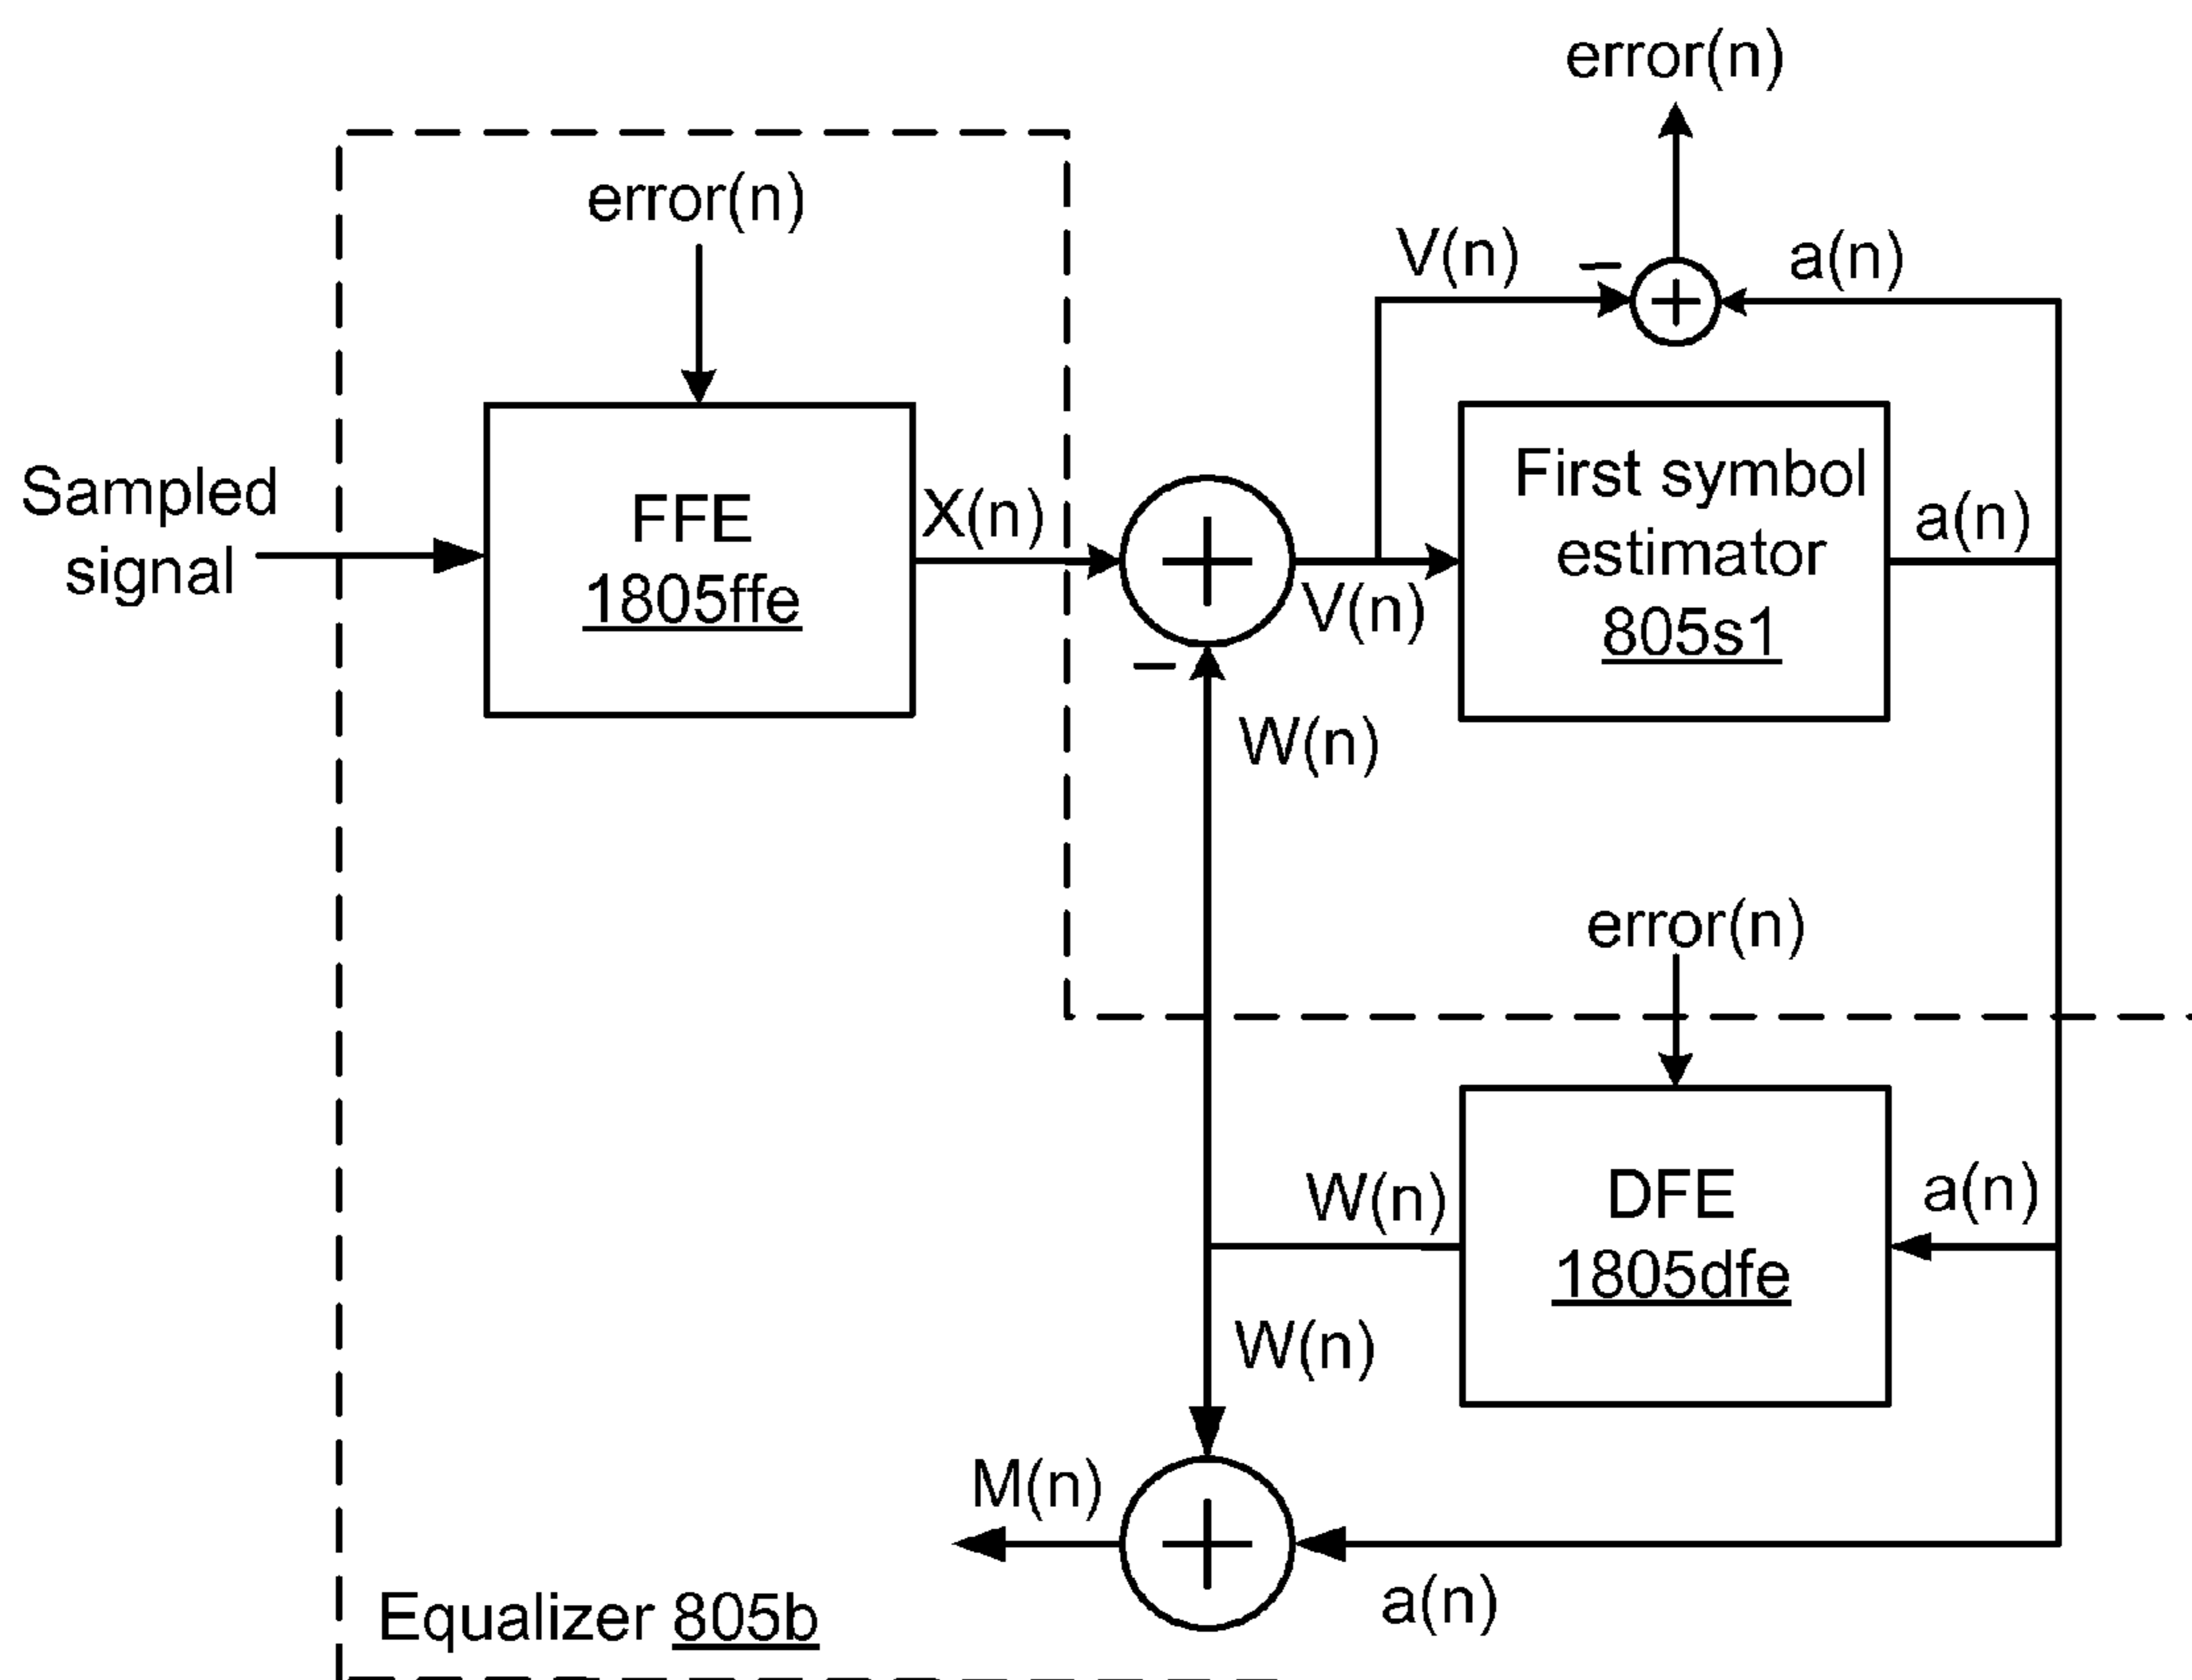 error(n)
error(n)
V(n)
−
a(n)
Sampled
signal
FFE
1805ffe
X(n)
V(n)
First symbol
estimator
805s1
a(n)
−
W(n)
error(n)
W(n)
DFE
1805dfe
a(n)
W(n)
M(n)
a(n)
Equalizer 805b